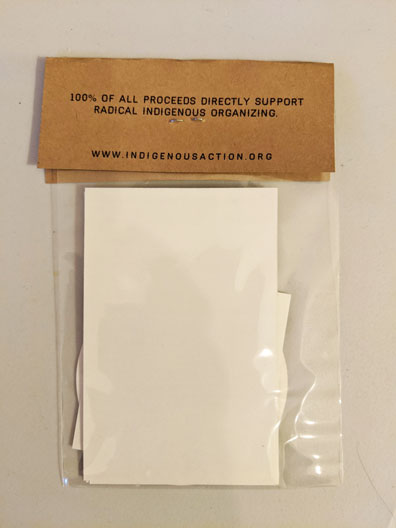 100% OF ALL PROCEEDS DIRECTLY SUPPORT
RADICAL INDIGENOUS ORGANIZING.
WWW.INDIGENOUSACTION.ORG